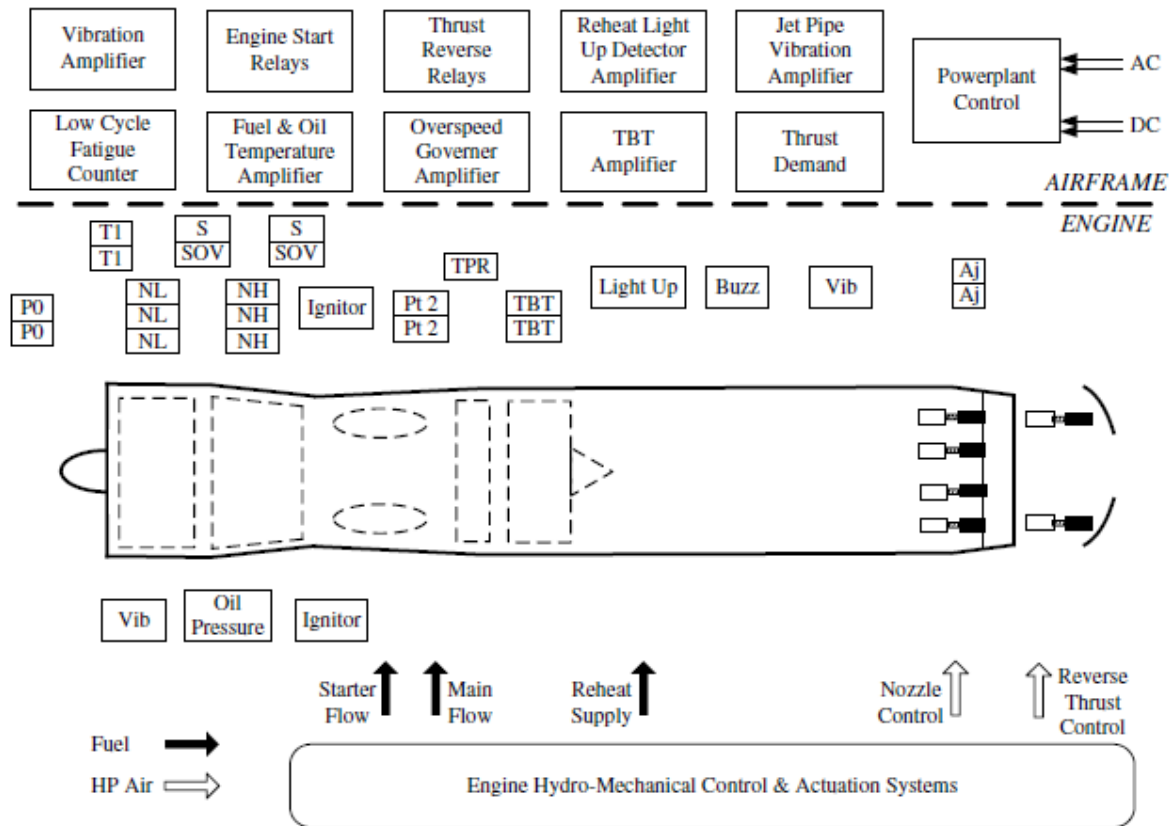 Vibration
Amplifier
Engine Start
Relays
Thrust
Reverse
Relays
Reheat Light
Up Detector
Amplifier
Jet Pipe
Vibration
Amplifier
Powerplant
Control
AC
DC
Low Cycle
Fatigue
Counter
Fuel & Oil
Temperature
Amplifier
Overspeed
Governer
Amplifier
TBT
Amplifier
Thrust
Demand
AIRFRAME
ENGINE
T1
T1
S
SOV
S
SOV
TPR
P0
P0
NL
NL
NL
NH
NH
NH
Ignitor
Pt 2
Pt 2
TBT
TBT
Light Up
Buzz
Vib
Aj
Aj
Vib
Oil
Pressure
Ignitor
Starter
Flow
Main
Flow
Reheat
Supply
Nozzle
Control
Reverse
Thrust
Control
Fuel
HP Air
Engine Hydro-Mechanical Control & Actuation Systems